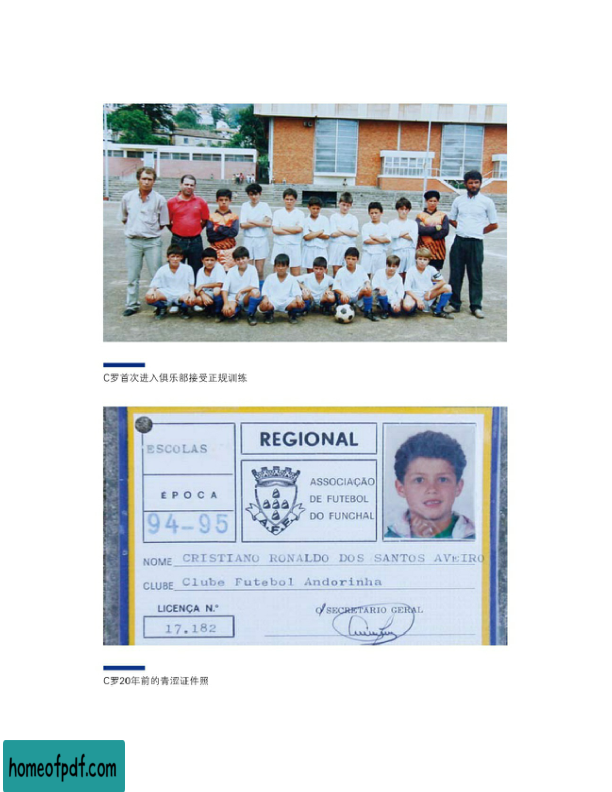 C罗首次进入俱乐部接受正规训练
ESCOLAS
ÉPOCA
94-95
REGIONAL
A.F.F.
ASSOCIAÇÃO
DE FUTEBOL
DO FUNCHAL
NOME CRISTIANO RONALDO DOS SANTOS AVEIRO
CLUBE Clube Futebol Andorinha
LICENÇA N.º
17.182
O SECRETÁRIO GERAL
C罗20年前的青涩证件照
homeofpdf.com